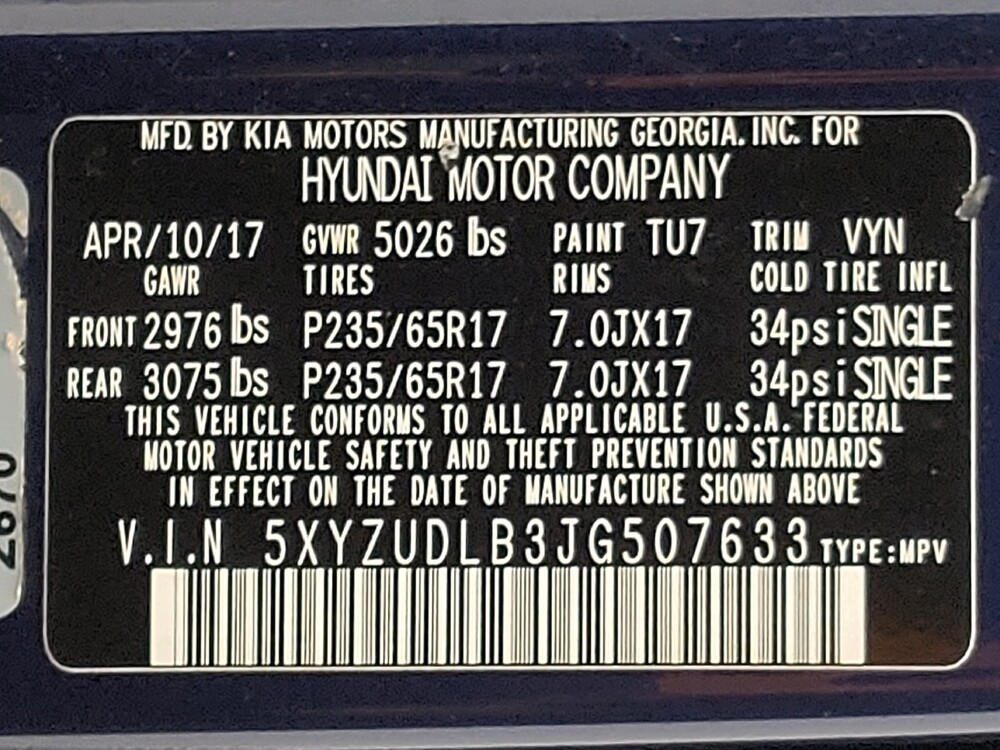 MFD. BY KIA MOTORS MANUFACTURING GEORGIA. INC. FOR
HYUNDAI MOTOR COMPANY
APR/10/17 GVWR 5026 lbs PAINT TU7 TRIM VYN
GAWR TIRES RIMS COLD TIRE INFL
FRONT 2976 lbs P235/65R17 7.0JX17 34psi SINGLE
REAR 3075 lbs P235/65R17 7.0JX17 34psi SINGLE
THIS VEHICLE CONFORMS TO ALL APPLICABLE U.S.A. FEDERAL
MOTOR VEHICLE SAFETY AND THEFT PREVENTION STANDARDS
IN EFFECT ON THE DATE OF MANUFACTURE SHOWN ABOVE
V.I.N 5XYZUDLB3JG507633 TYPE:MPV